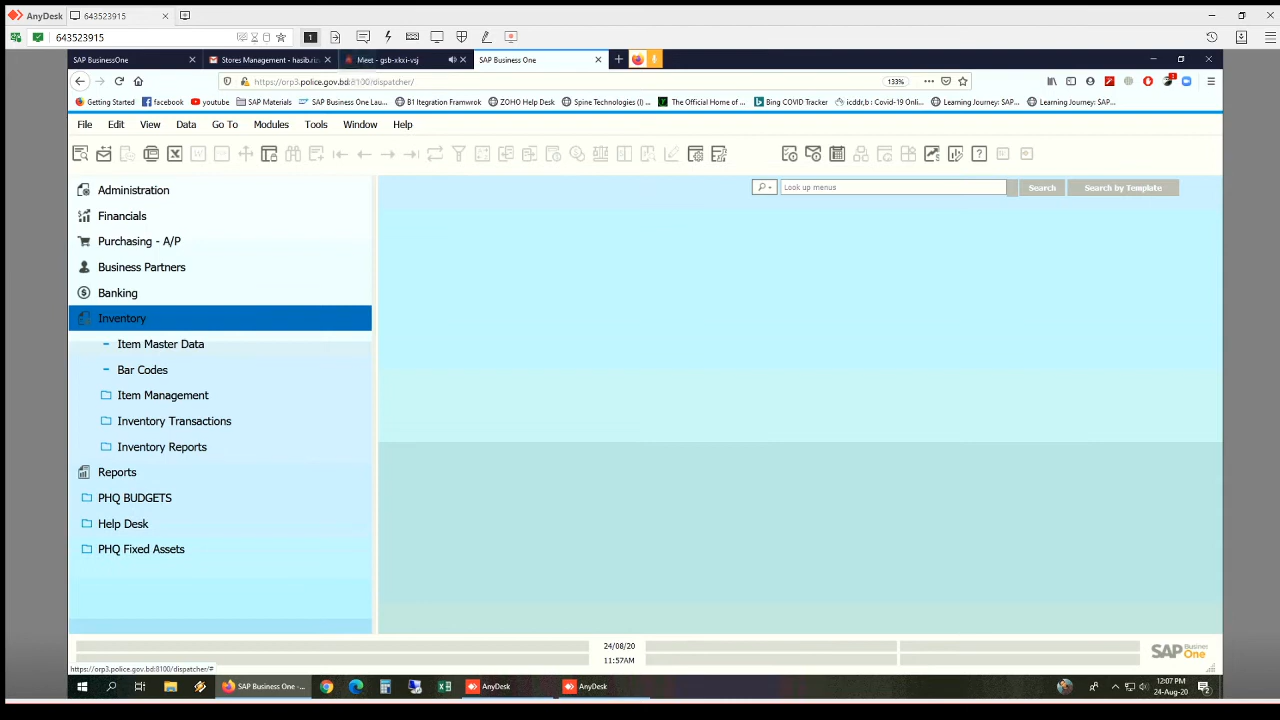 AnyDesk 643523915
643523915 1
SAP BusinessOne Stores Management - hasib.ra Meet - gsb-xkxi-vsj SAP Business One
https://orp3.police.gov.bd:8100/dispatcher/ 133%
Getting Started facebook youtube SAP Materials SAP Business One Lau... B1 Itegration Framwrok ZOHO Help Desk Spine Technologies (I ... The Official Home of ... Bing COVID Tracker icddr,b : Covid-19 Onli... Learning Journey: SAP... Learning Journey: SAP...
File Edit View Data Go To Modules Tools Window Help
Administration Look up menus Search Search by Template
Financials
Purchasing - A/P
Business Partners
Banking
Inventory
Item Master Data
Bar Codes
Item Management
Inventory Transactions
Inventory Reports
Reports
PHQ BUDGETS
Help Desk
PHQ Fixed Assets
24/08/20
11:57AM
SAP Business One
https://orp3.police.gov.bd:8100/dispatcher/#
SAP Business One -... AnyDesk AnyDesk 12:07 PM
24-Aug-20 2